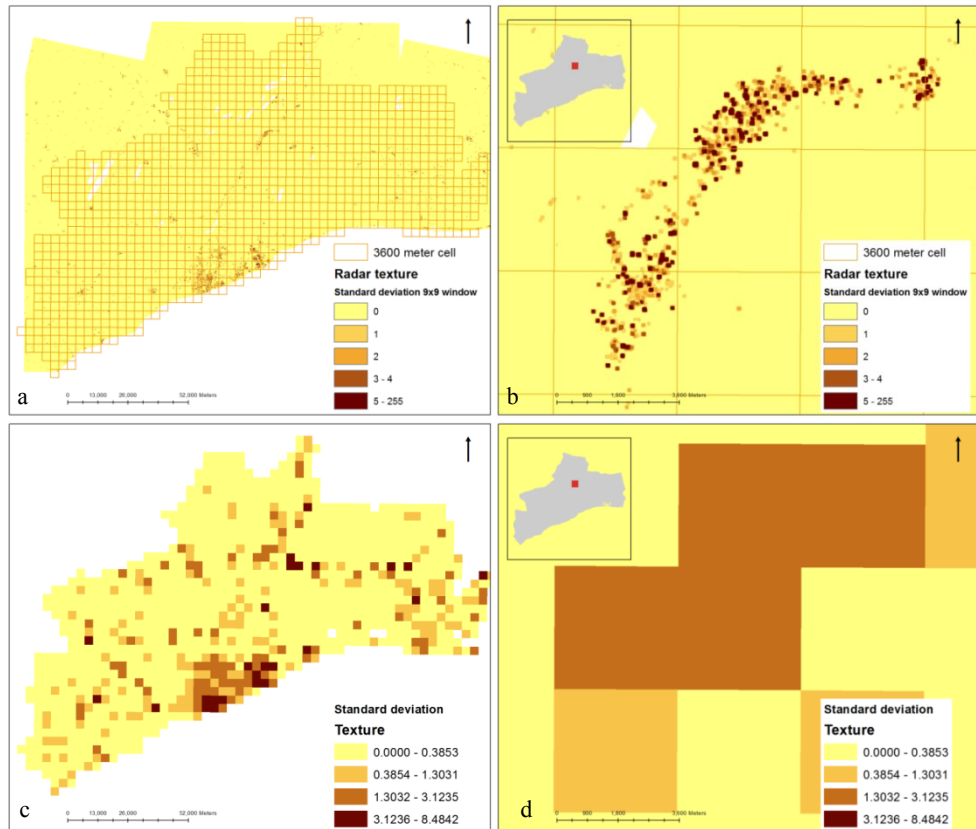 3600 meter cell
Radar texture
Standard deviation 9x9 window
0
1
2
3 - 4
5 - 255
a
0 13,000 26,000 52,000 Meters
3600 meter cell
Radar texture
Standard deviation 9x9 window
0
1
2
3 - 4
5 - 255
b
0 900 1,800 3,600 Meters
Standard deviation
Texture
0.0000 - 0.3853
0.3854 - 1.3031
1.3032 - 3.1235
3.1236 - 8.4842
c
0 13,000 26,000 52,000 Meters
Standard deviation
Texture
0.0000 - 0.3853
0.3854 - 1.3031
1.3032 - 3.1235
3.1236 - 8.4842
d
0 900 1,800 3,600 Meters